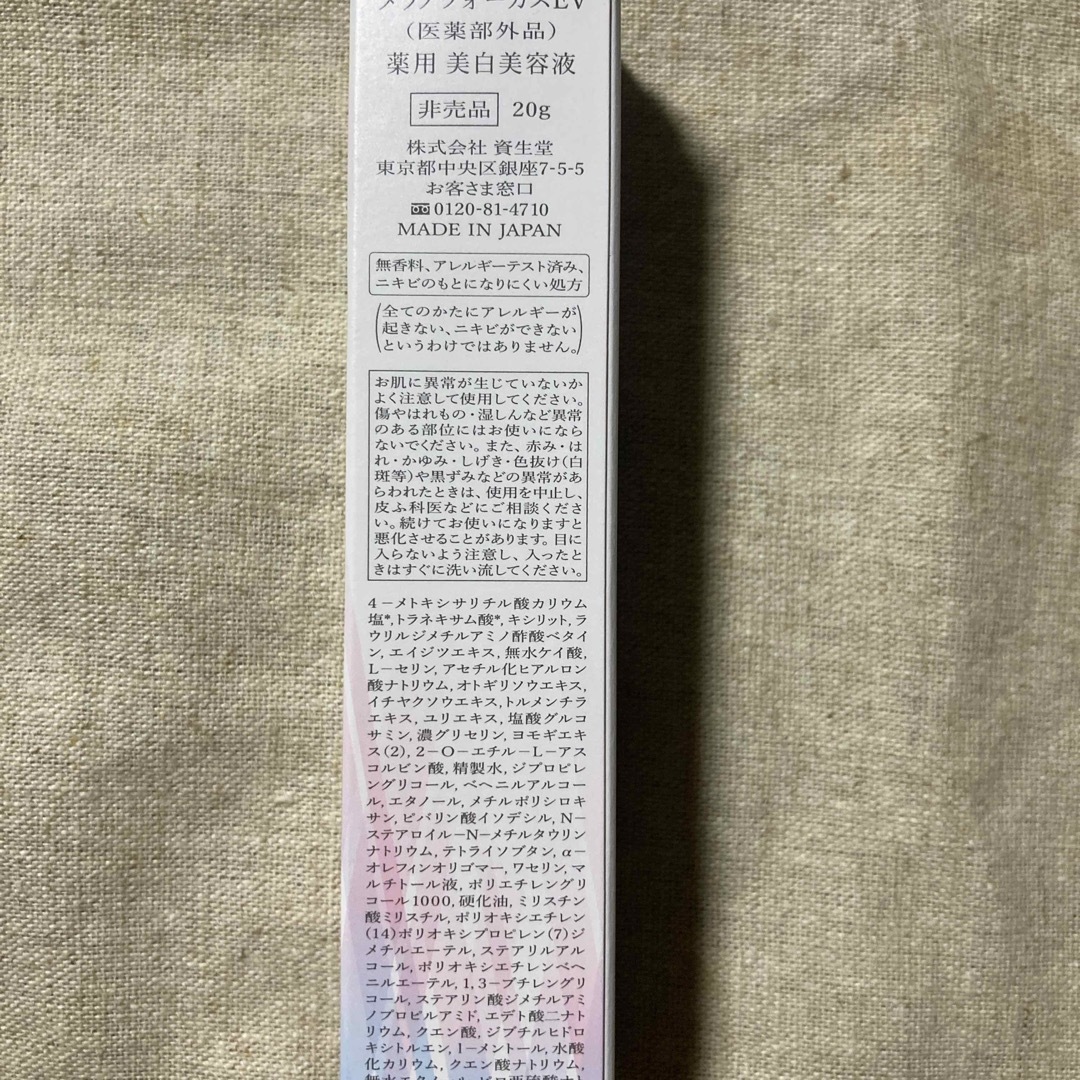 メラノフォーカスEV
(医薬部外品)
薬用 美白美容液
非売品 20g
株式会社 資生堂
東京都中央区銀座7-5-5
お客さま窓口
0120-81-4710
MADE IN JAPAN
無香料、アレルギーテスト済み、
ニキビのもとになりにくい処方
(全てのかたにアレルギーが
起きない、ニキビができない
というわけではありません。)
お肌に異常が生じていないか
よく注意して使用してください。
傷やはれもの・湿しんなど異常
のある部位にはお使いになら
ないでください。また、赤み・は
れ・かゆみ・しげき・色抜け(白
斑等)や黒ずみなどの異常があ
らわれたときは、使用を中止し、
皮ふ科医などにご相談くださ
い。続けてお使いになりますと
悪化させることがあります。目に
入らないよう注意し、入ったと
きはすぐに洗い流してください。
4-メトキシサリチル酸カリウム
塩*,トラネキサム酸*,キシリット,ラ
ウリルジメチルアミノ酢酸ベタイ
ン,エイジツエキス,無水ケイ酸,
L-セリン,アセチル化ヒアルロン
酸ナトリウム,オトギリソウエキス,
イチヤクソウエキス,トルメンチラ
エキス,ユリエキス,塩酸グルコ
サミン,濃グリセリン,ヨモギエキ
ス(2),2-O-エチル-L-アス
コルビン酸,精製水,ジプロピレ
ングリコール,ベヘニルアルコー
ル,エタノール,メチルポリシロキ
サン,ピバリン酸イソデシル,N-
ステアロイル-N-メチルタウリン
ナトリウム,テトライソブタン,α-
オレフィンオリゴマー,ワセリン,マ
ルチトール液,ポリエチレングリ
コール1000,硬化油,ミリスチン
酸ミリスチル,ポリオキシエチレン
(14)ポリオキシプロピレン(7)ジ
メチルエーテル,ステアリルアル
コール,ポリオキシエチレンベヘ
ニルエーテル,1,3-ブチレングリ
コール,ステアリン酸ジメチルアミ
ノプロピルアミド,エデト酸二ナト
リウム,クエン酸,ジブチルヒドロ
キシトルエン,l-メントール,水酸
化カリウム,クエン酸ナトリウム,
無水エタノール,ピロ亜硫酸ナト